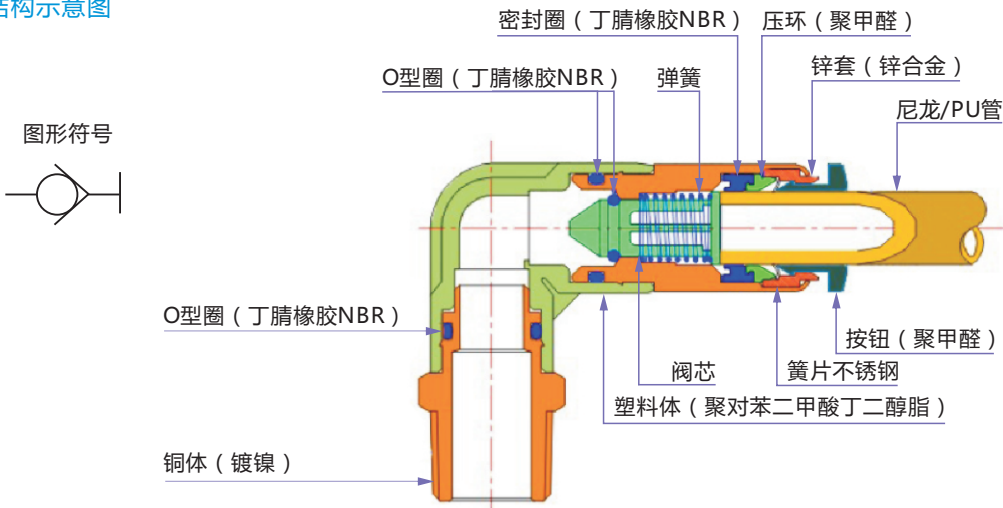 结构示意图
密封圈（丁腈橡胶NBR）
压环（聚甲醛）
O型圈（丁腈橡胶NBR）
弹簧
锌套（锌合金）
尼龙/PU管
图形符号
O型圈（丁腈橡胶NBR）
按钮（聚甲醛）
阀芯
簧片不锈钢
塑料体（聚对苯二甲酸丁二醇脂）
铜体（镀镍）